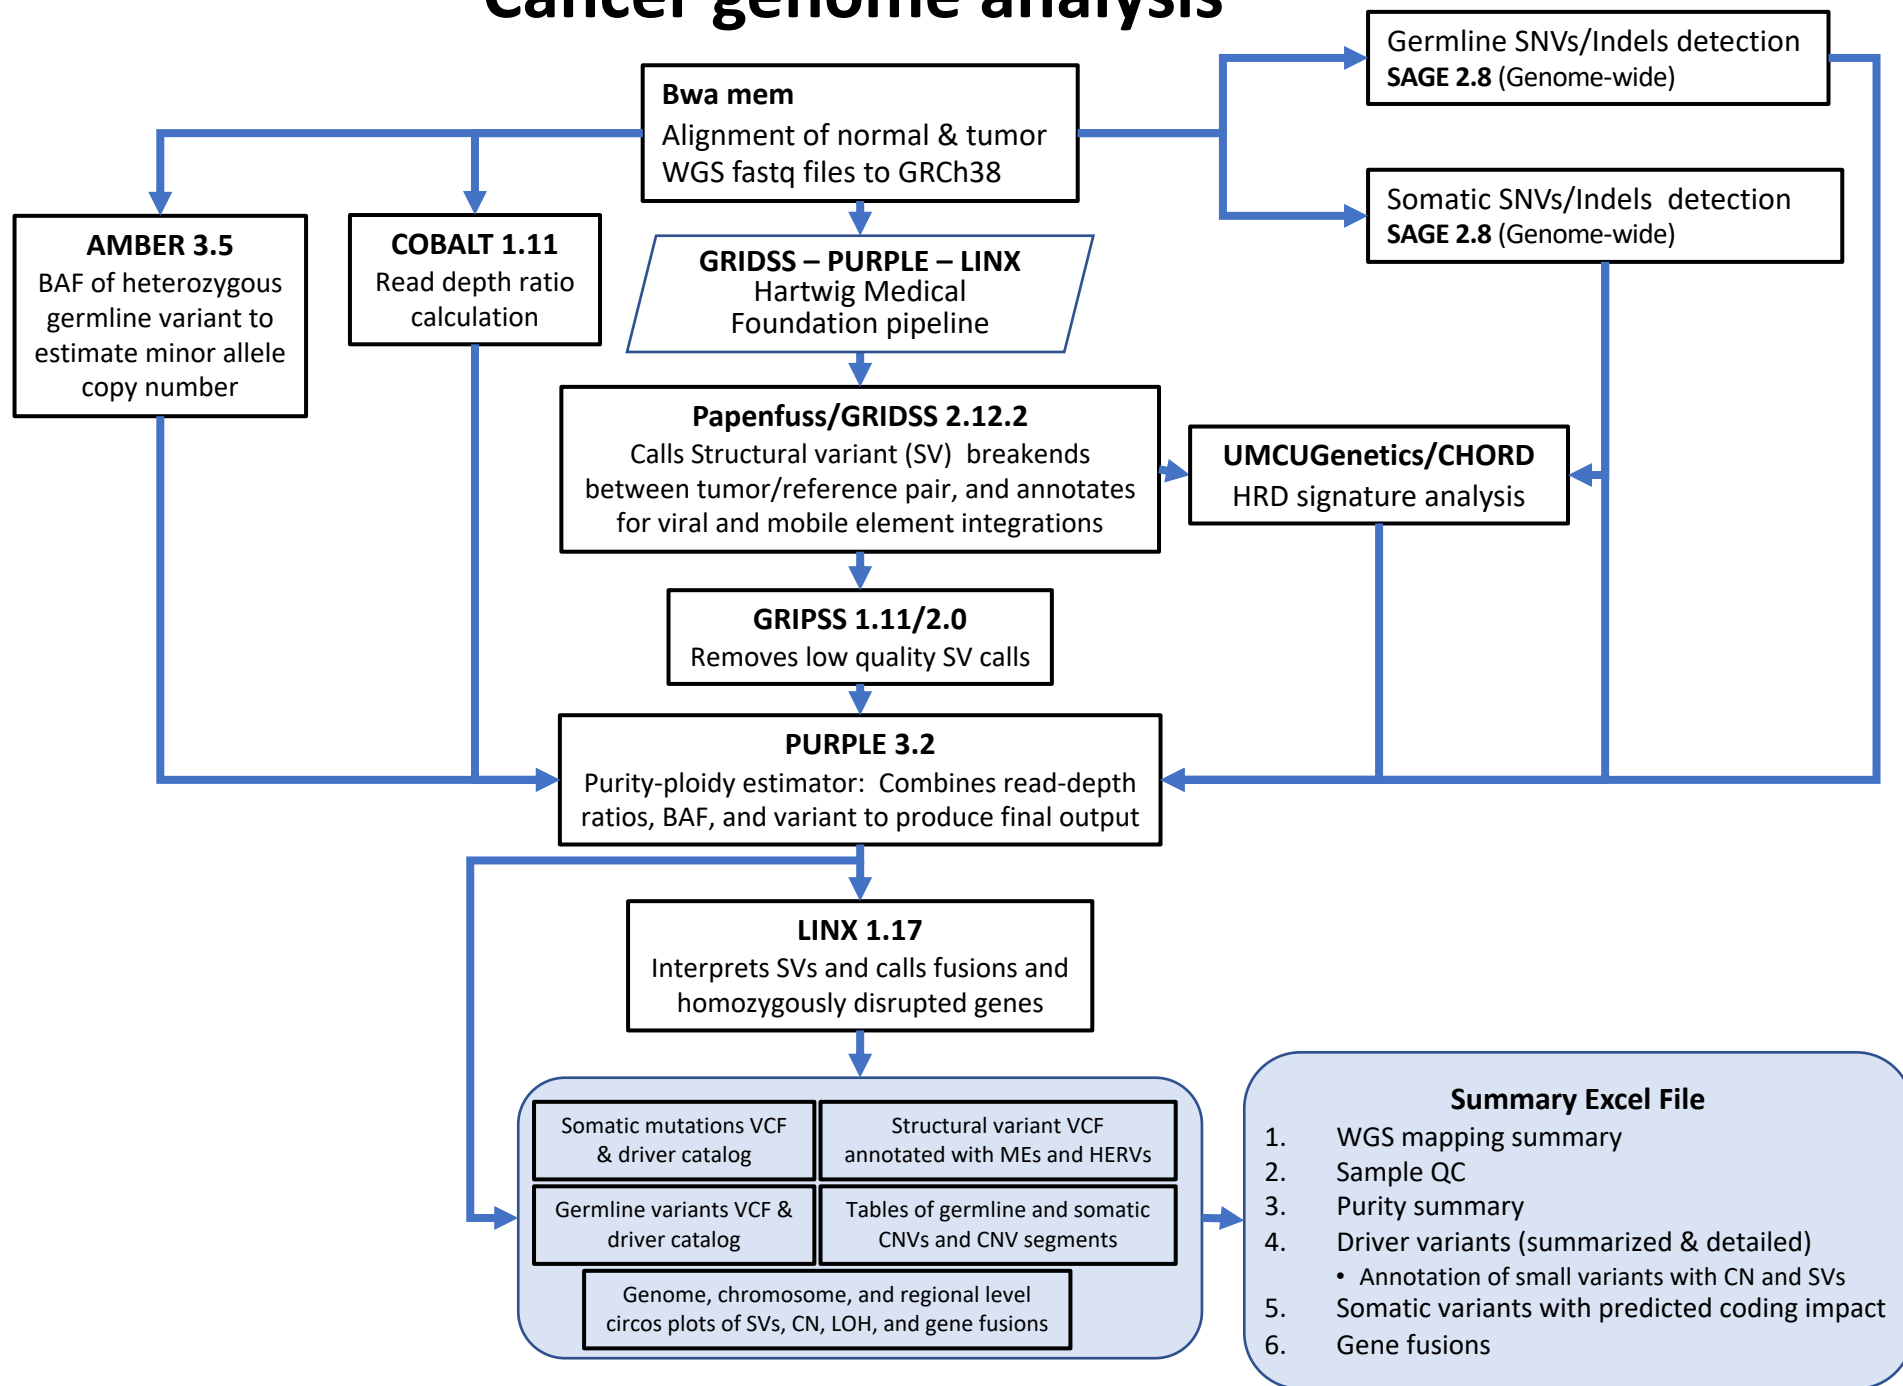 Cancer genome analysis
Germline SNVs/Indels detection
SAGE 2.8 (Genome-wide)
Bwa mem
Alignment of normal & tumor
WGS fastq files to GRCh38
Somatic SNVs/Indels detection
SAGE 2.8 (Genome-wide)
AMBER 3.5
BAF of heterozygous
germline variant to
estimate minor allele
copy number
COBALT 1.11
Read depth ratio
calculation
GRIDSS – PURPLE – LINX
Hartwig Medical
Foundation pipeline
Papenfuss/GRIDSS 2.12.2
Calls Structural variant (SV) breakends
between tumor/reference pair, and annotates
for viral and mobile element integrations
UMCUGenetics/CHORD
HRD signature analysis
GRIPSS 1.11/2.0
Removes low quality SV calls
PURPLE 3.2
Purity-ploidy estimator: Combines read-depth
ratios, BAF, and variant to produce final output
LINX 1.17
Interprets SVs and calls fusions and
homozygously disrupted genes
Somatic mutations VCF
& driver catalog
Structural variant VCF
annotated with MEs and HERVs
Germline variants VCF &
driver catalog
Tables of germline and somatic
CNVs and CNV segments
Genome, chromosome, and regional level
circos plots of SVs, CN, LOH, and gene fusions
Summary Excel File
1. WGS mapping summary
2. Sample QC
3. Purity summary
4. Driver variants (summarized & detailed)
• Annotation of small variants with CN and SVs
5. Somatic variants with predicted coding impact
6. Gene fusions